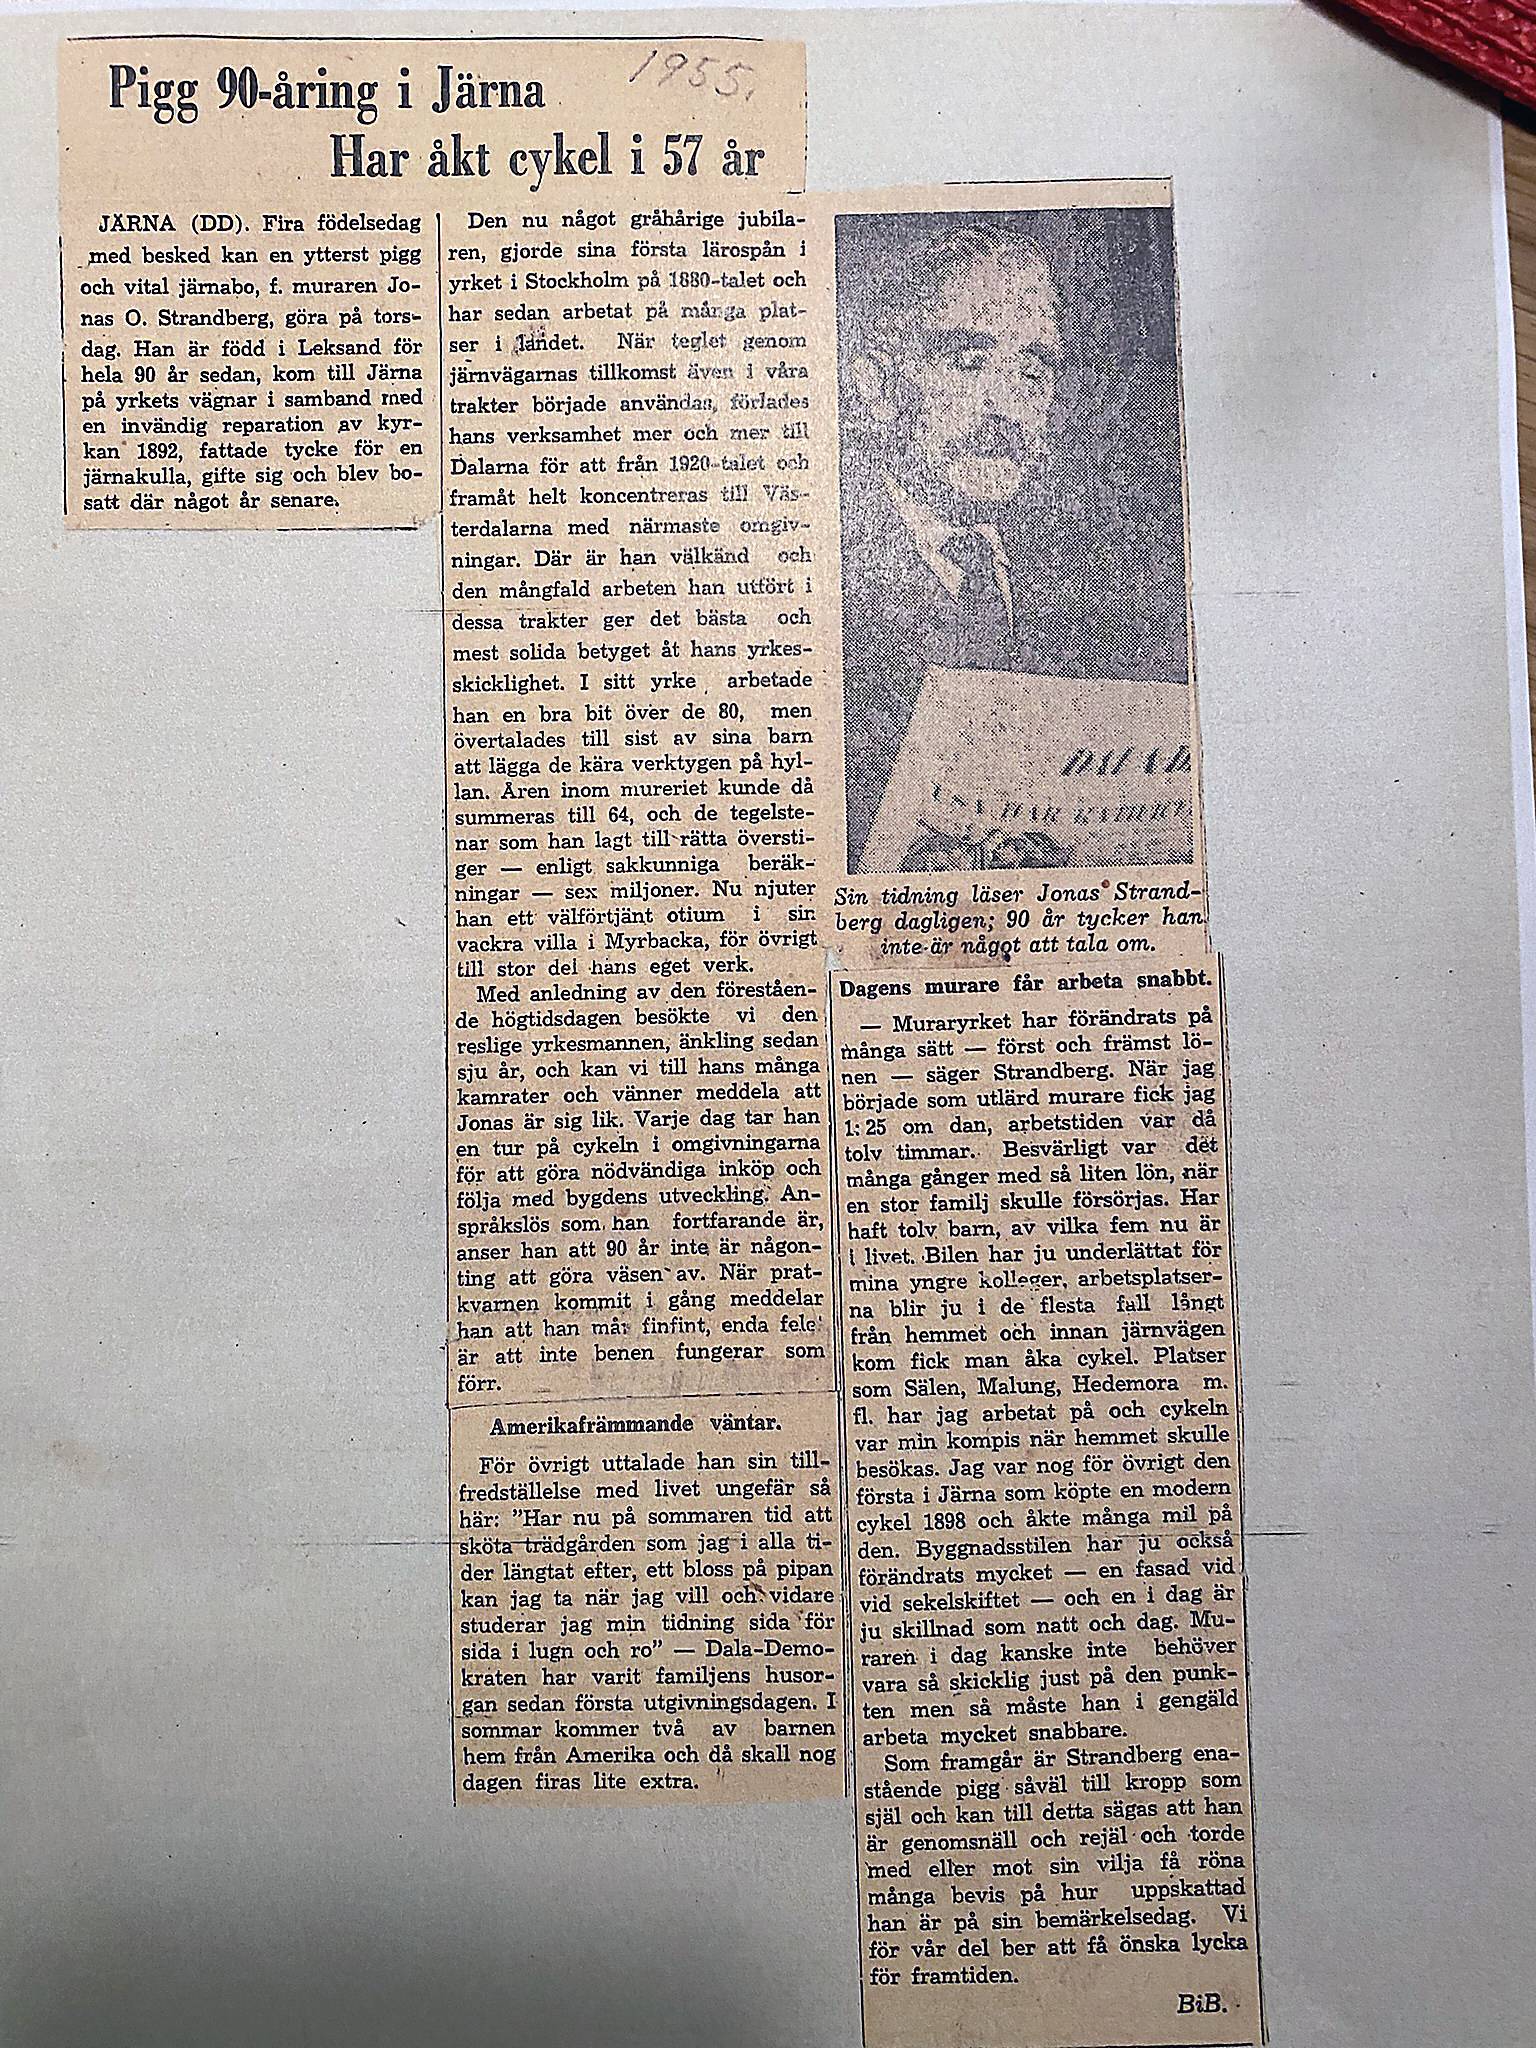 1955.
Pigg 90-åring i Järna
Har åkt cykel i 57 år
JÄRNA (DD). Fira födelsedag
med besked kan en ytterst pigg
och vital järnabo, f. muraren Jo-
nas O. Strandberg, göra på tors-
dag. Han är född i Leksand för
hela 90 år sedan, kom till Järna
på yrkets vägnar i samband med
en invändig reparation av kyr-
kan 1892, fattade tycke för en
järnakulla, gifte sig och blev bo-
satt där något år senare.
Den nu något gråhårige jubila-
ren, gjorde sina första lärospån i
yrket i Stockholm på 1880-talet och
har sedan arbetat på många plat-
ser i landet. När teglet genom
järnvägarnas tillkomst även i våra
trakter började användas, förlades
hans verksamhet mer och mer till
Dalarna för att från 1920-talet och
framåt helt koncentreras till Väs-
terdalarna med närmaste omgiv-
ningar. Där är han välkänd och
den mångfald arbeten han utfört i
dessa trakter ger det bästa och
mest solida betyget åt hans yrkes-
skicklighet. I sitt yrke arbetade
han en bra bit över de 80, men
övertalades till sist av sina barn
att lägga de kära verktygen på hyl-
lan. Åren inom mureriet kunde då
summeras till 64, och de tegelste-
nar som han lagt till rätta översti-
ger — enligt sakkunniga beräk-
ningar — sex miljoner. Nu njuter
han ett välförtjänt otium i sin
vackra villa i Myrbacka, för övrigt
till stor del hans eget verk.
Med anledning av den föreståen-
de högtidsdagen besökte vi den
reslige yrkesmannen, änkling sedan
sju år, och kan vi till hans många
kamrater och vänner meddela att
Jonas är sig lik. Varje dag tar han
en tur på cykeln i omgivningarna
för att göra nödvändiga inköp och
följa med bygdens utveckling. An-
språkslös som han fortfarande är,
anser han att 90 år inte är någon-
ting att göra väsen av. När prat-
kvarnen kommit i gång meddelar
han att han mår finfint, enda fele
är att inte benen fungerar som
förr.
Amerikafrämmande väntar.
För övrigt uttalade han sin till-
fredställelse med livet ungefär så
här: ”Har nu på sommaren tid att
sköta trädgården som jag i alla ti-
der längtat efter, ett bloss på pipan
kan jag ta när jag vill och vidare
studerar jag min tidning sida för
sida i lugn och ro” — Dala-Demo-
kraten har varit familjens husor-
gan sedan första utgivningsdagen. I
sommar kommer två av barnen
hem från Amerika och då skall nog
dagen firas lite extra.
Sin tidning läser Jonas Strand-
berg dagligen; 90 år tycker han
inte är något att tala om.
Dagens murare får arbeta snabbt.
— Muraryrket har förändrats på
många sätt — först och främst lö-
nen — säger Strandberg. När jag
började som utlärd murare fick jag
1:25 om dan, arbetstiden var då
tolv timmar. Besvärligt var det
många gånger med så liten lön, när
en stor familj skulle försörjas. Har
haft tolv barn, av vilka fem nu är
i livet. Bilen har ju underlättat för
mina yngre kolleger, arbetsplatser-
na blir ju i de flesta fall långt
från hemmet och innan järnvägen
kom fick man åka cykel. Platser
som Sälen, Malung, Hedemora m.
fl. har jag arbetat på och cykeln
var min kompis när hemmet skulle
besökas. Jag var nog för övrigt den
första i Järna som köpte en modern
cykel 1898 och åkte många mil på
den. Byggnadsstilen har ju också
förändrats mycket — en fasad vid
vid sekelskiftet — och en i dag är
ju skillnad som natt och dag. Mu-
raren i dag kanske inte behöver
vara så skicklig just på den punk-
ten men så måste han i gengäld
arbeta mycket snabbare.
Som framgår är Strandberg ena-
stående pigg såväl till kropp som
själ och kan till detta sägas att han
är genomsnäll och rejäl och torde
med eller mot sin vilja få röna
många bevis på hur uppskattad
han är på sin bemärkelsedag. Vi
för vår del ber att få önska lycka
för framtiden.
BiB.